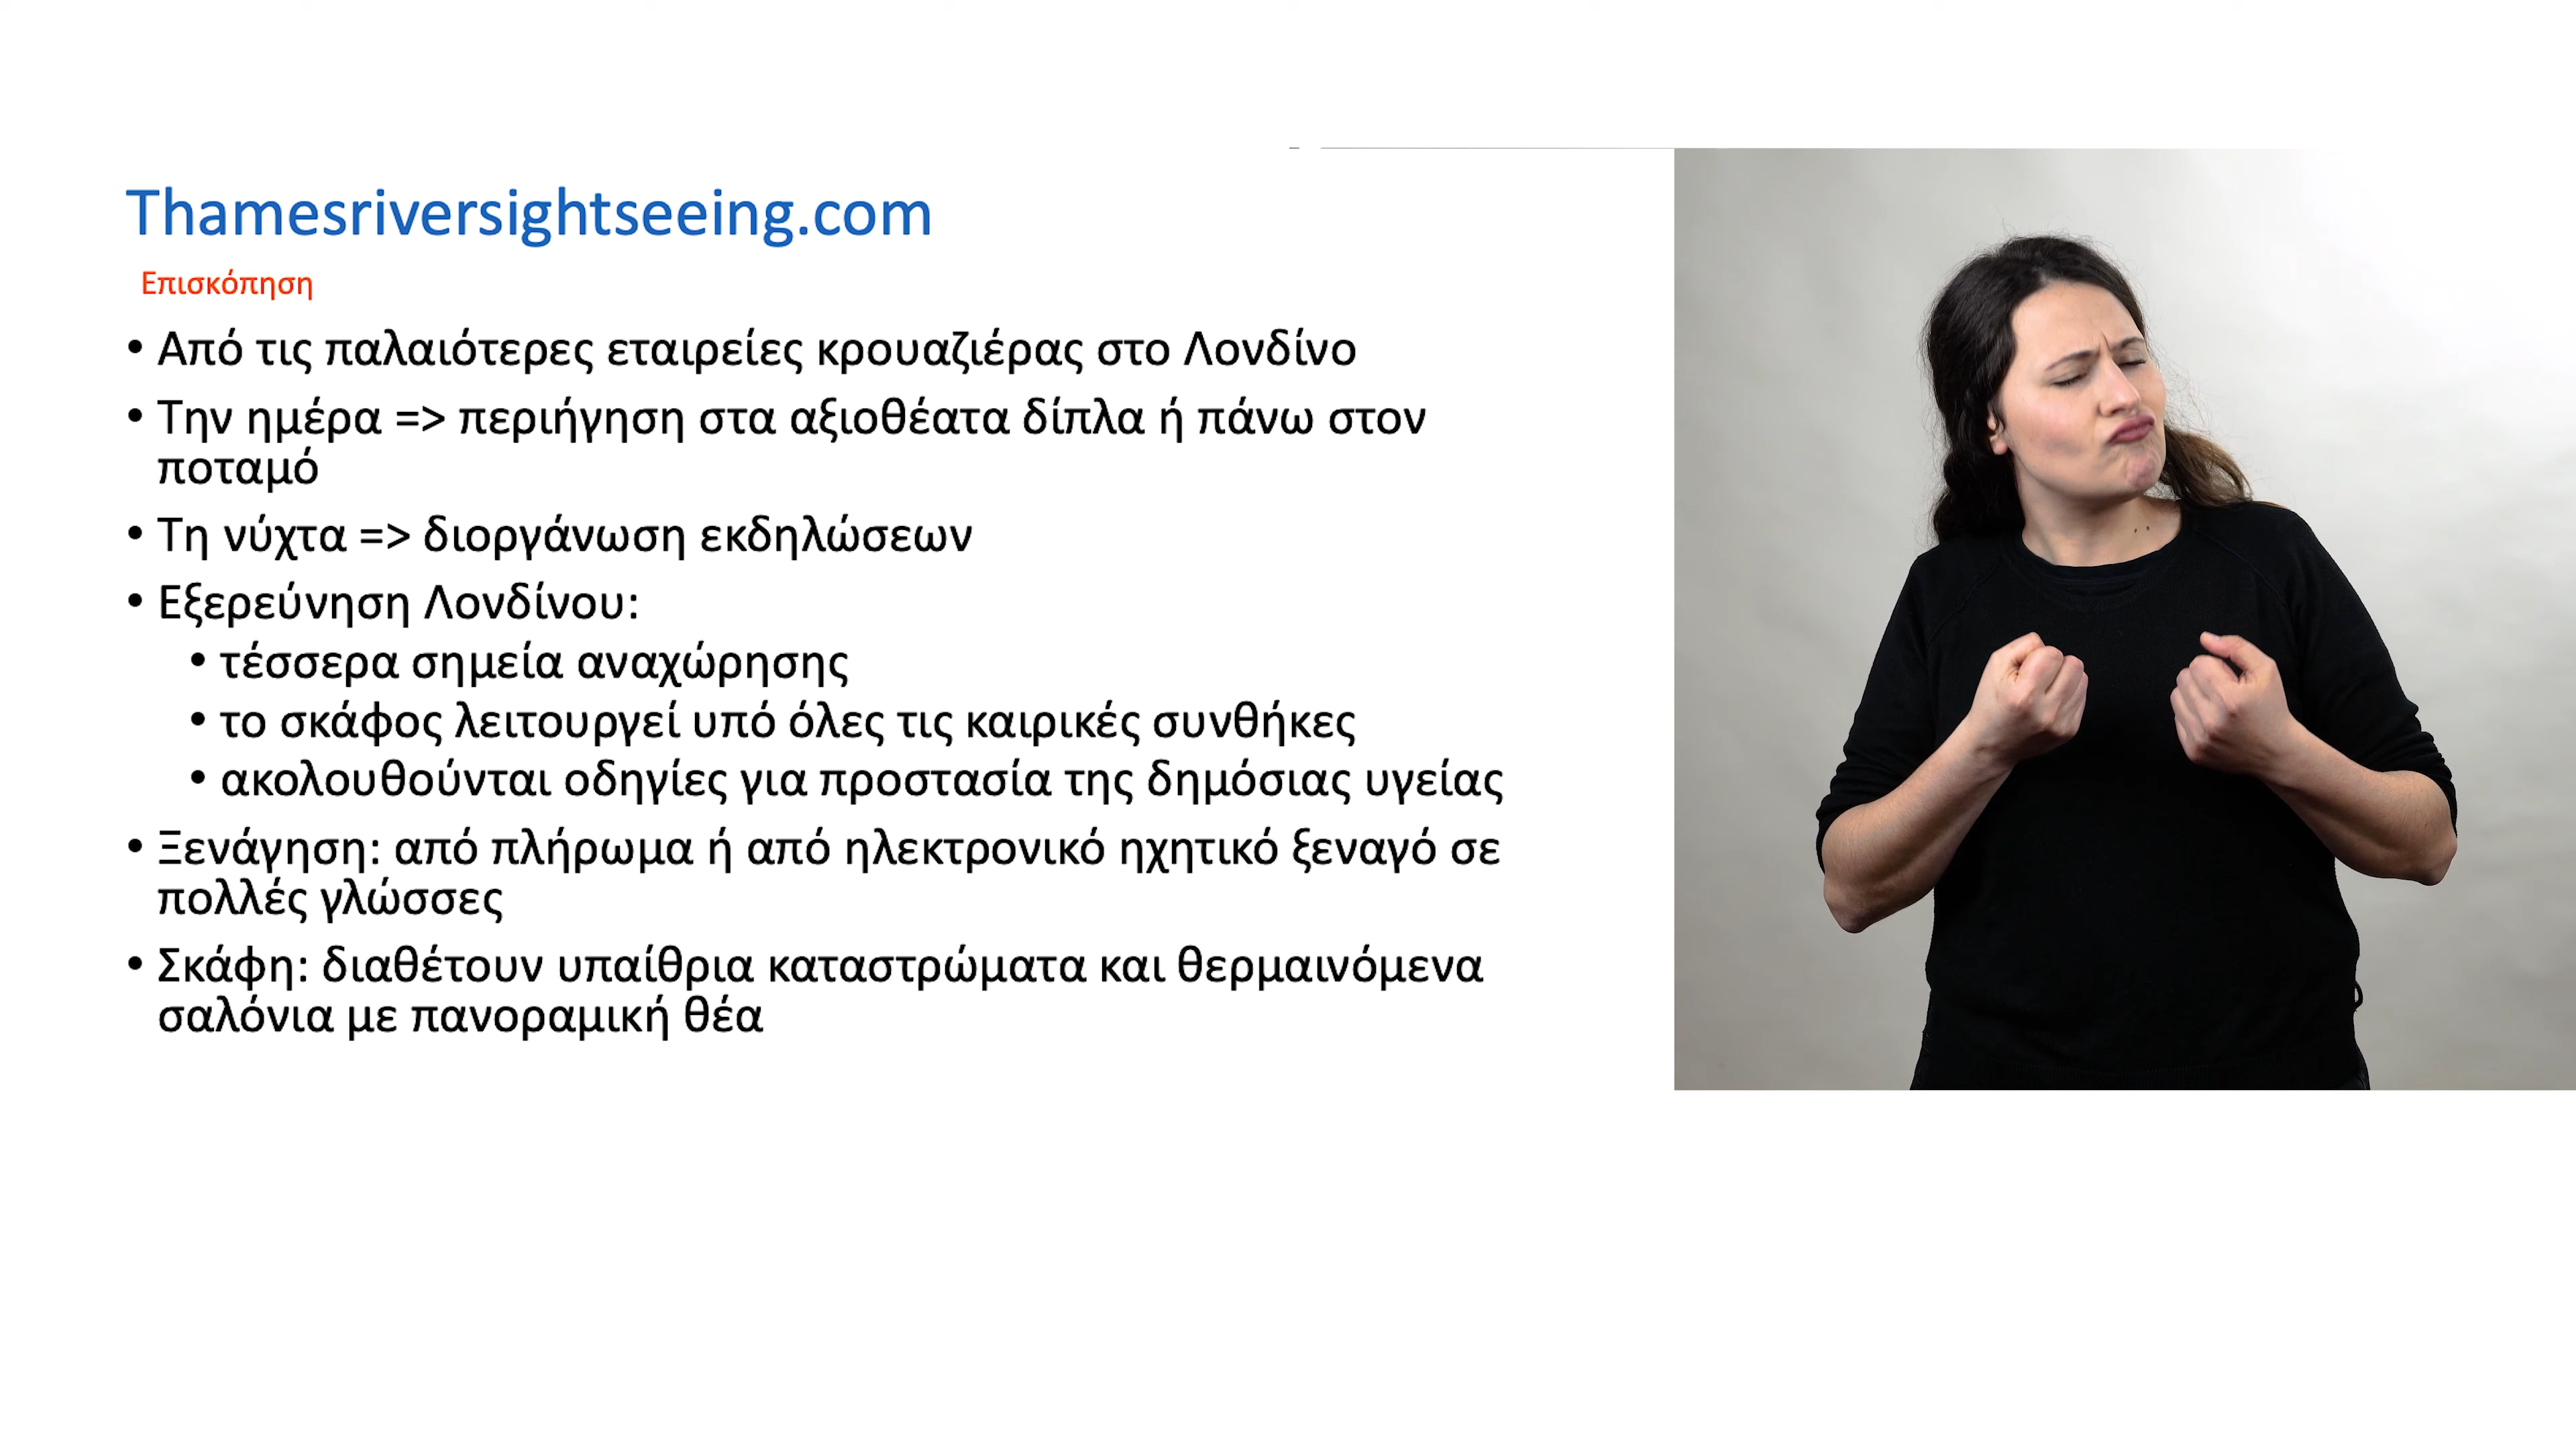 Thamesriversightseeing.com
Επισκόπηση
• Από τις παλαιότερες εταιρείες κρουαζιέρας στο Λονδίνο
• Την ημέρα => περιήγηση στα αξιοθέατα δίπλα ή πάνω στον
ποταμό
• Τη νύχτα => διοργάνωση εκδηλώσεων
• Εξερεύνηση Λονδίνου:
• τέσσερα σημεία αναχώρησης
• το σκάφος λειτουργεί υπό όλες τις καιρικές συνθήκες
• ακολουθούνται οδηγίες για προστασία της δημόσιας υγείας
• Ξενάγηση: από πλήρωμα ή από ηλεκτρονικό ηχητικό ξεναγό σε
πολλές γλώσσες
• Σκάφη: διαθέτουν υπαίθρια καταστρώματα και θερμαινόμενα
σαλόνια με πανοραμική θέα